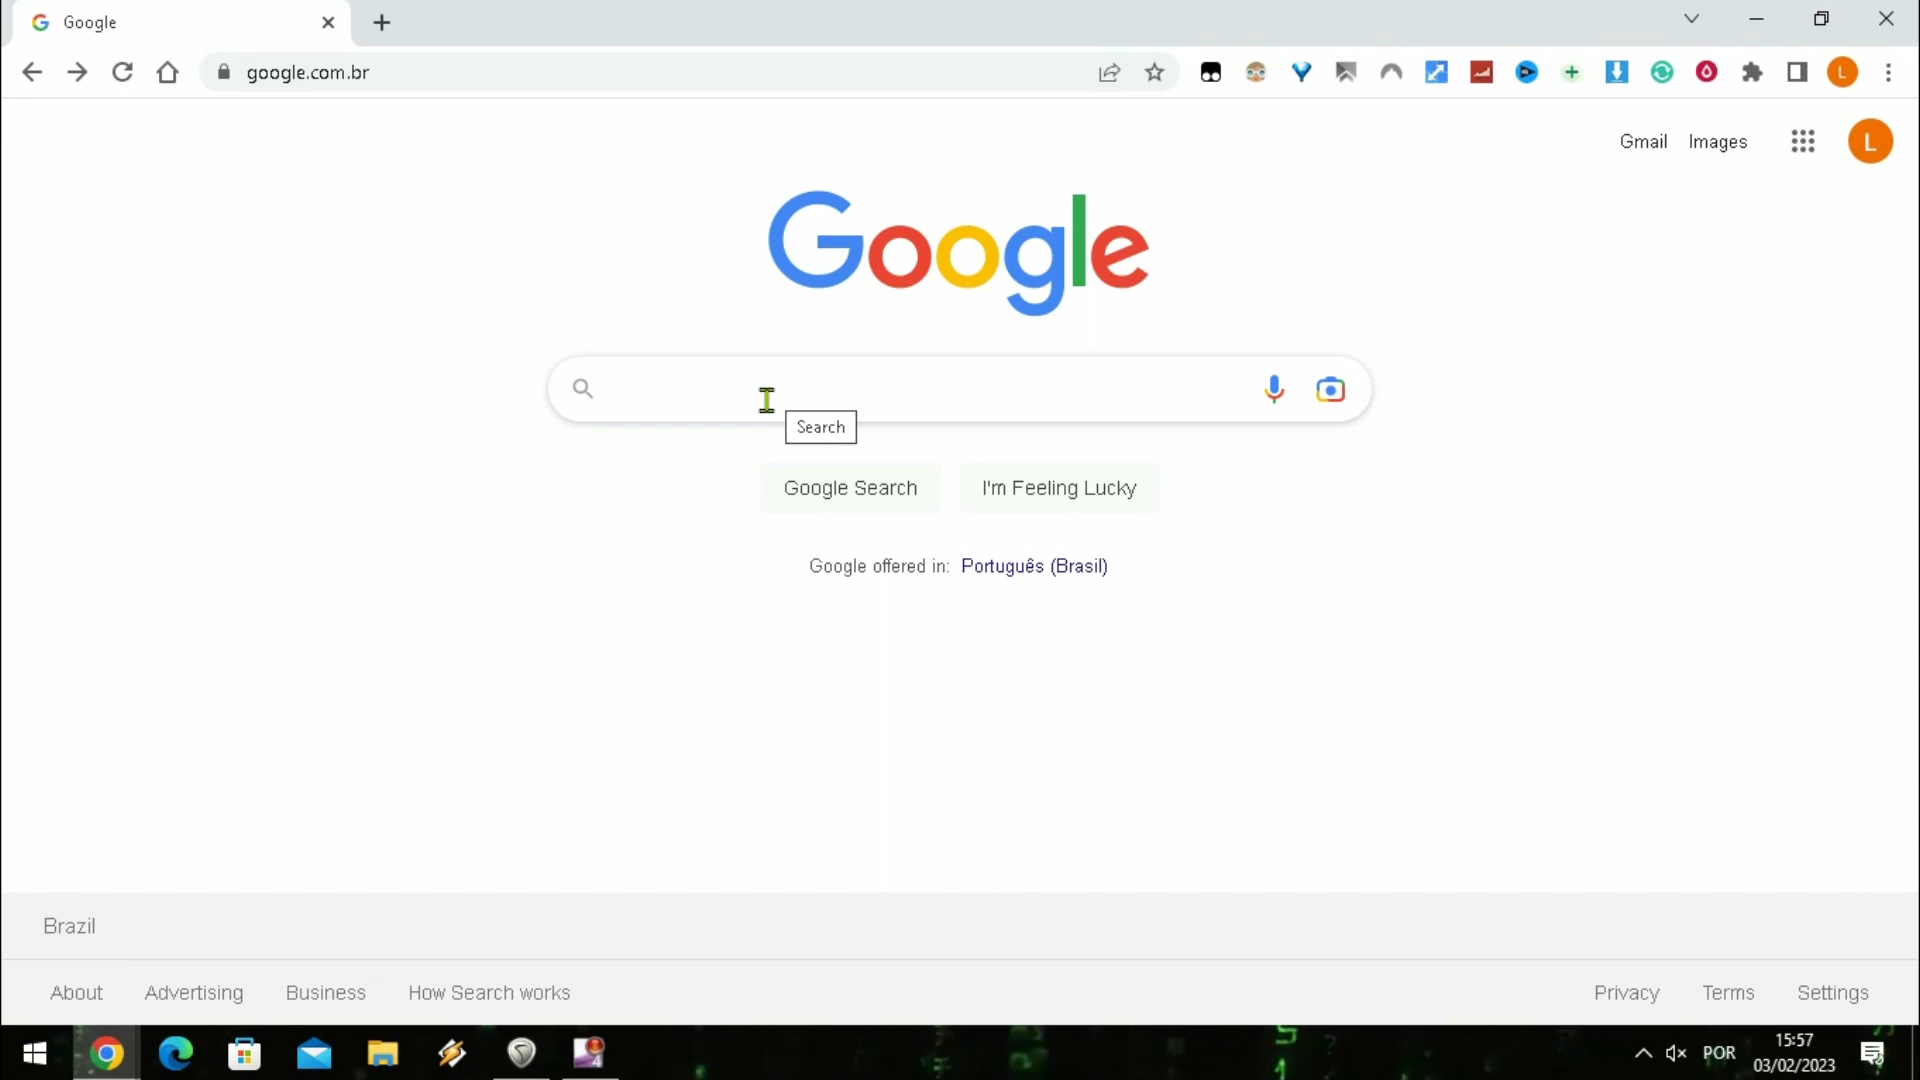 Google
google.com.br
L
Gmail Images
L
Google
Search
Google Search I'm Feeling Lucky
Google offered in: Português (Brasil)
Brazil
About Advertising Business How Search works Privacy Terms Settings
15:57
POR
03/02/2023